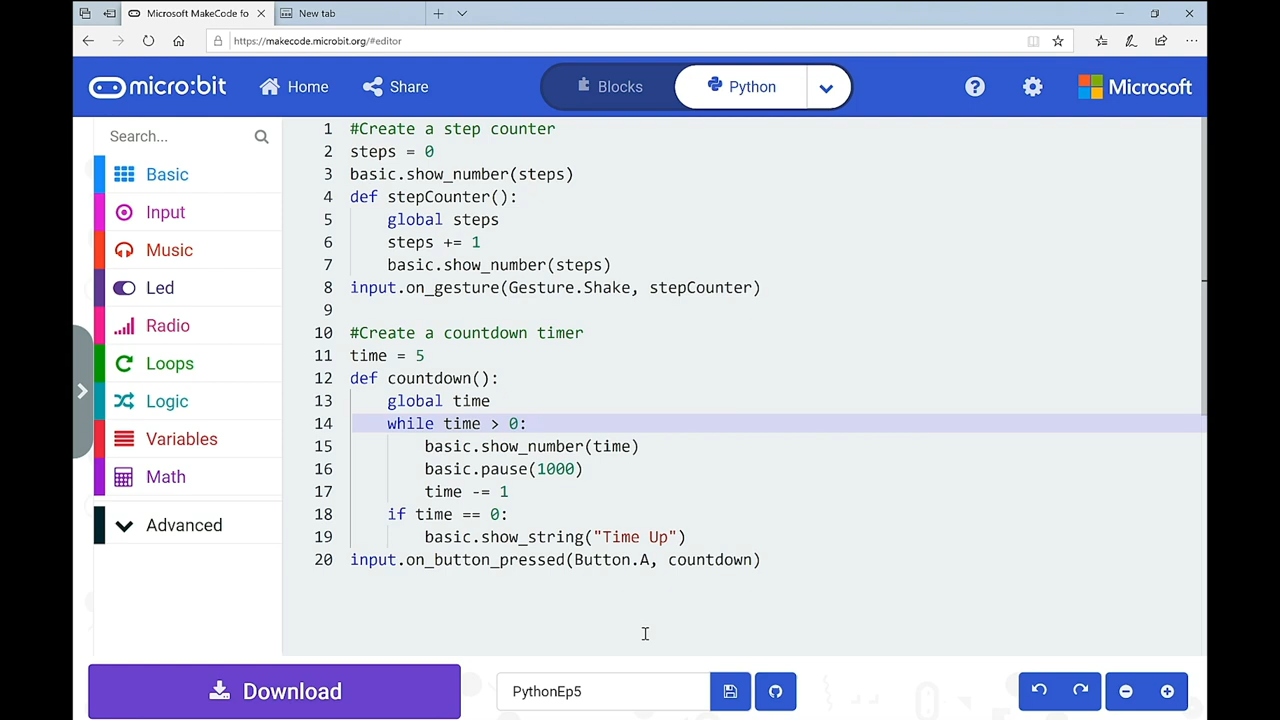 Microsoft MakeCode fo
New tab
https://makecode.microbit.org/#editor
micro:bit
Home
Share
Blocks
Python
Microsoft
Search...
Basic
Input
Music
Led
Radio
Loops
Logic
Variables
Math
Advanced
1 #Create a step counter
2 steps = 0
3 basic.show_number(steps)
4 def stepCounter():
5 global steps
6 steps += 1
7 basic.show_number(steps)
8 input.on_gesture(Gesture.Shake, stepCounter)
9
10 #Create a countdown timer
11 time = 5
12 def countdown():
13 global time
14 while time > 0:
15 basic.show_number(time)
16 basic.pause(1000)
17 time -= 1
18 if time == 0:
19 basic.show_string("Time Up")
20 input.on_button_pressed(Button.A, countdown)
Download
PythonEp5